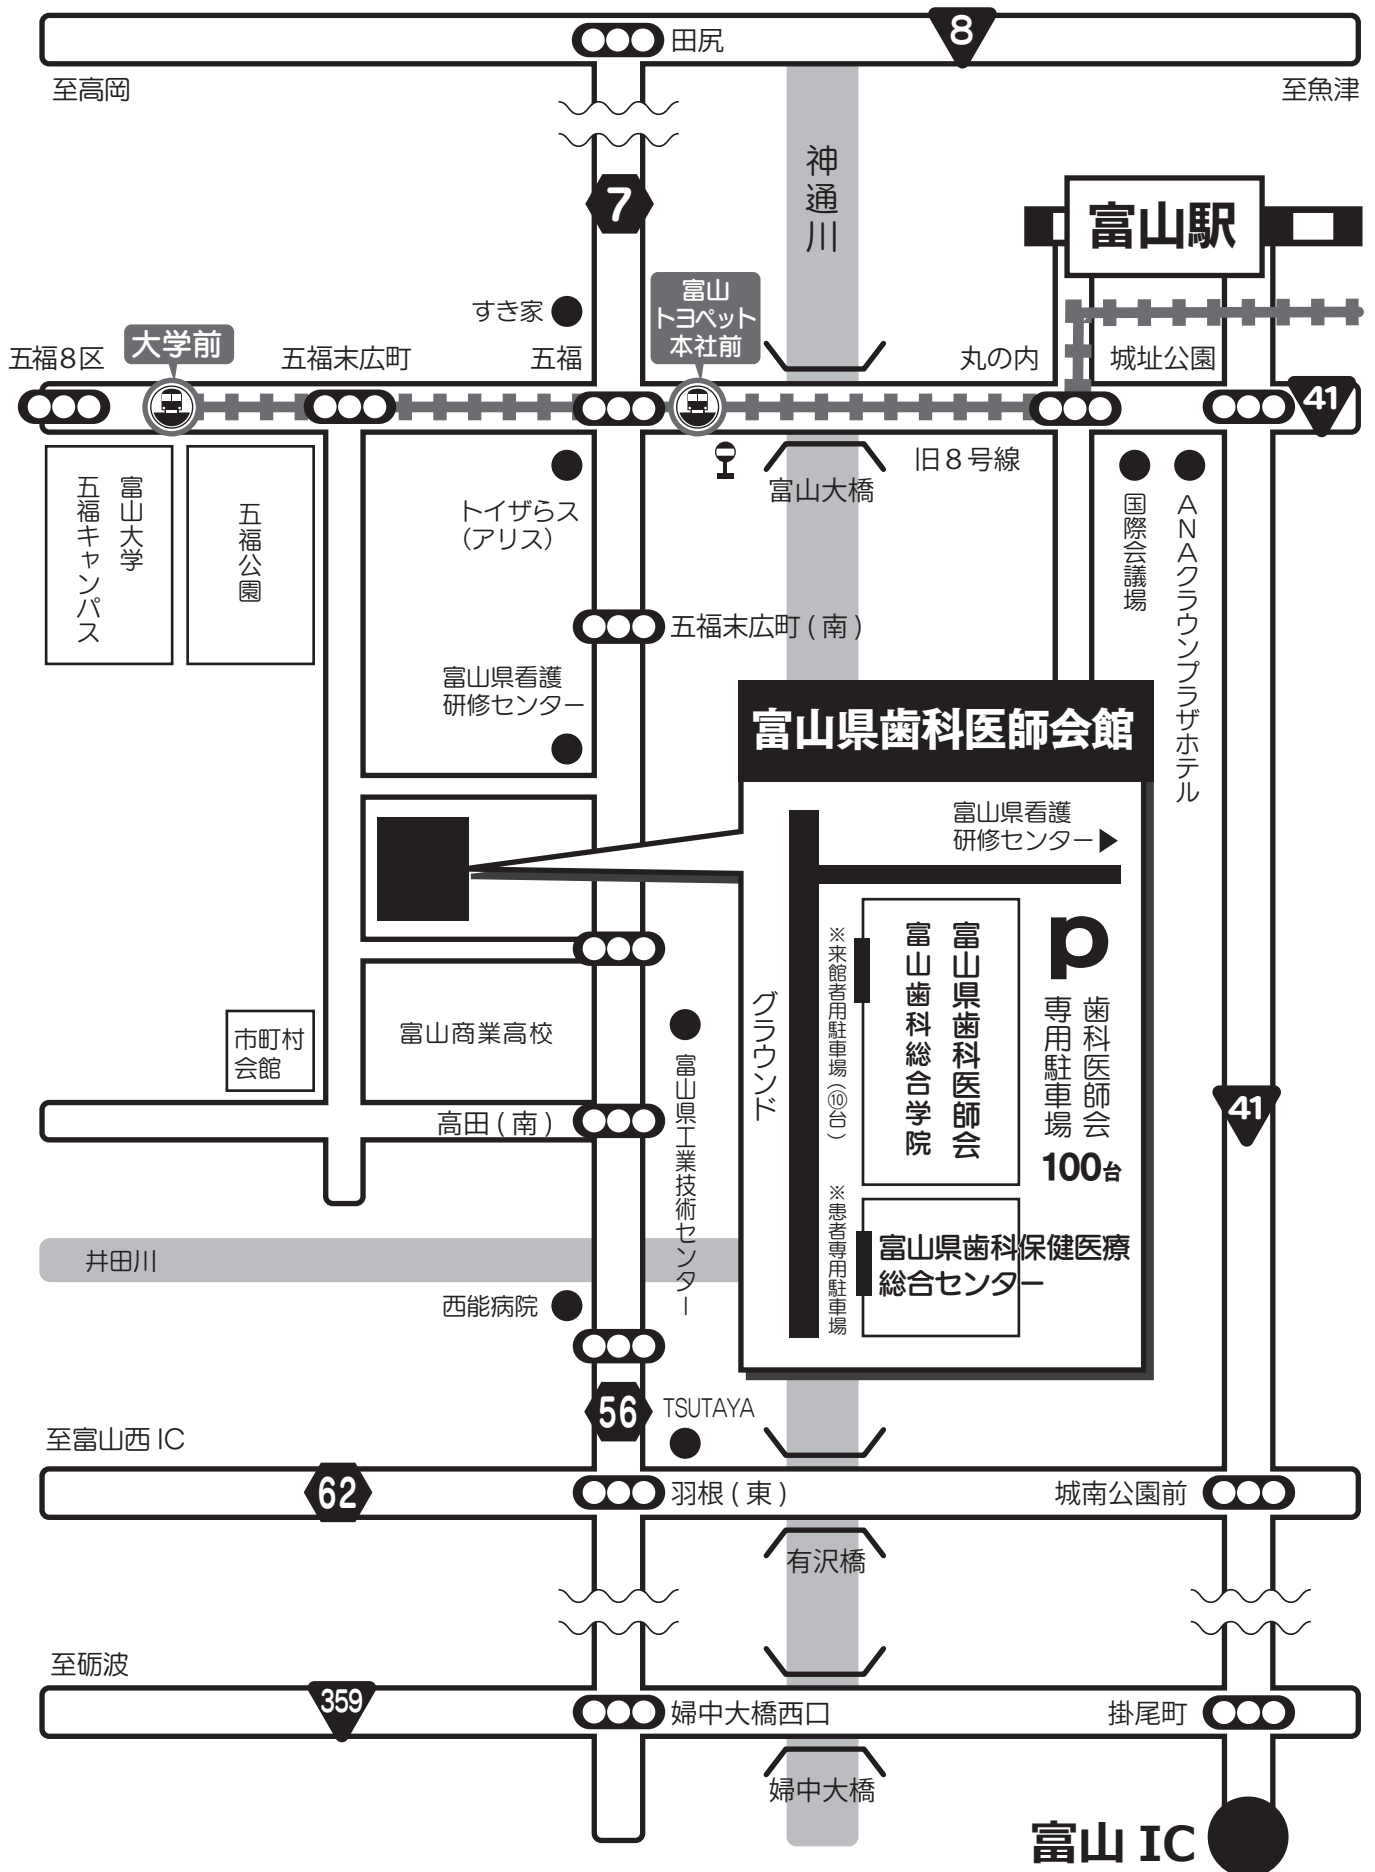 田尻
8
至高岡
至魚津
神通川
7
富山駅
すき家
富山
トヨペット
本社前
五福8区
大学前
五福末広町
五福
丸の内
城址公園
41
旧8号線
富山大橋
富山大学
五福キャンパス
五福公園
トイザらス
(アリス)
国際会議場
ANAクラウンプラザホテル
五福末広町(南)
富山県看護
研修センター
富山県歯科医師会館
富山県看護
研修センター▶
グラウンド
※来館者用駐車場(⑩台)
富山県歯科医師会
富山歯科総合学院
P
歯科医師会
専用駐車場
100台
※患者専用駐車場
富山県歯科保健医療
総合センター
市町村
会館
富山商業高校
富山県工業技術センター
高田(南)
41
井田川
西能病院
56
TSUTAYA
至富山西IC
62
羽根(東)
城南公園前
有沢橋
至砺波
359
婦中大橋西口
掛尾町
婦中大橋
富山IC